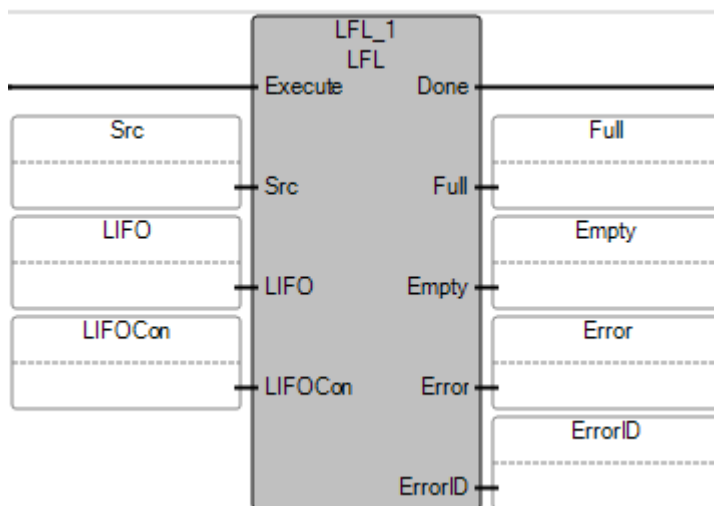 LFL_1
LFL
Execute Done
Src Full
Src Full
LIFO Empty
LIFO Empty
LIFOCon Error
LIFOCon Error
ErrorID
ErrorID